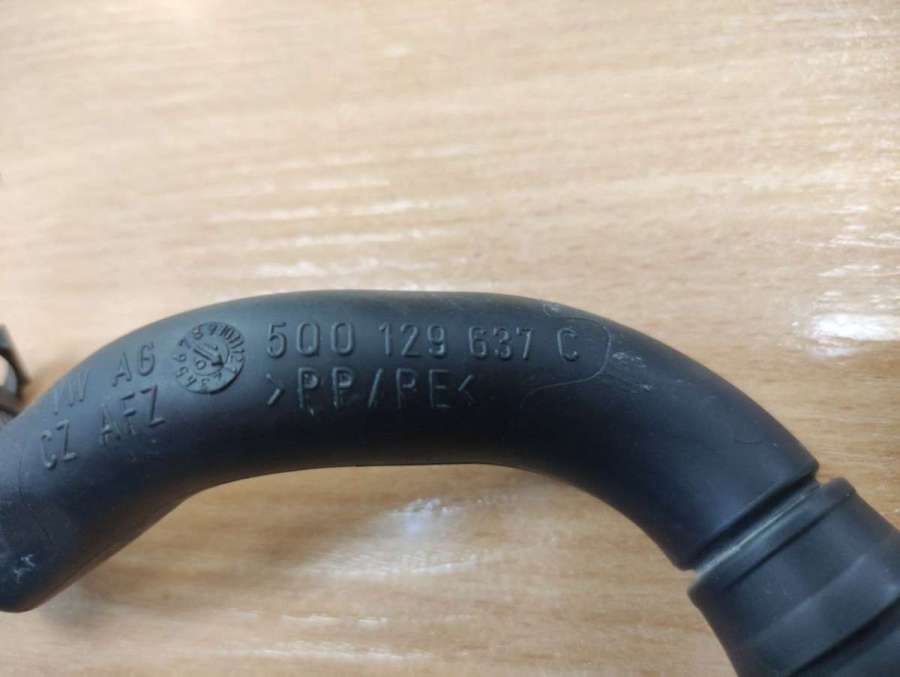 VW AG
CZ AFZ
5Q0 129 637 C
>PP/PE<